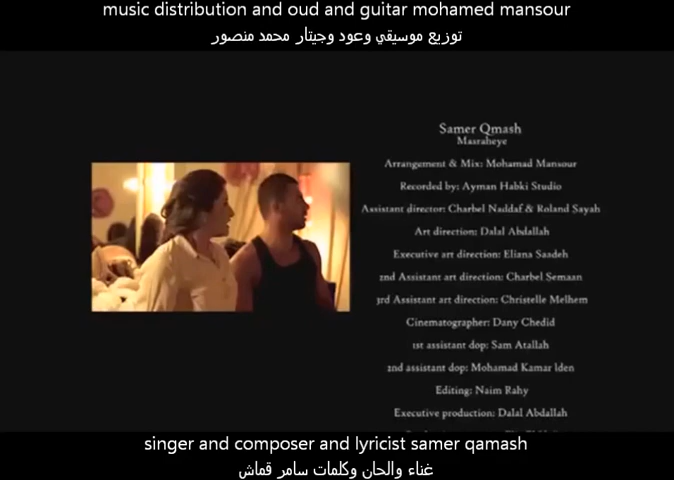 music distribution and oud and guitar mohamed mansour
توزيع موسيقي وعود وجيتار محمد منصور
Samer Qmash
Masraheye
Arrangement & Mix: Mohamad Mansour
Recorded by: Ayman Habki Studio
Assistant director: Charbel Naddaf & Roland Sayah
Art direction: Dalal Abdallah
Executive art direction: Eliana Saadeh
2nd Assistant art direction: Charbel Semaan
3rd Assistant art direction: Christelle Melhem
Cinematographer: Dany Chedid
1st assistant dop: Sam Atallah
2nd assistant dop: Mohamad Kamar Iden
Editing: Naim Rahy
Executive production: Dalal Abdallah
singer and composer and lyricist samer qamash
غناء والحان وكلمات سامر قماش